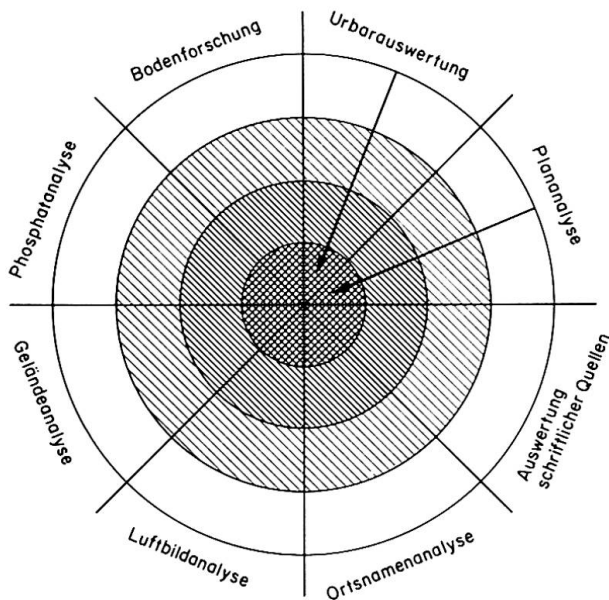 Bodenforschung
Urbarauswertung
Plananalyse
Auswertung
schriftlicher Quellen
Ortsnamenanalyse
Luftbildanalyse
Geländeanalyse
Phosphatanalyse